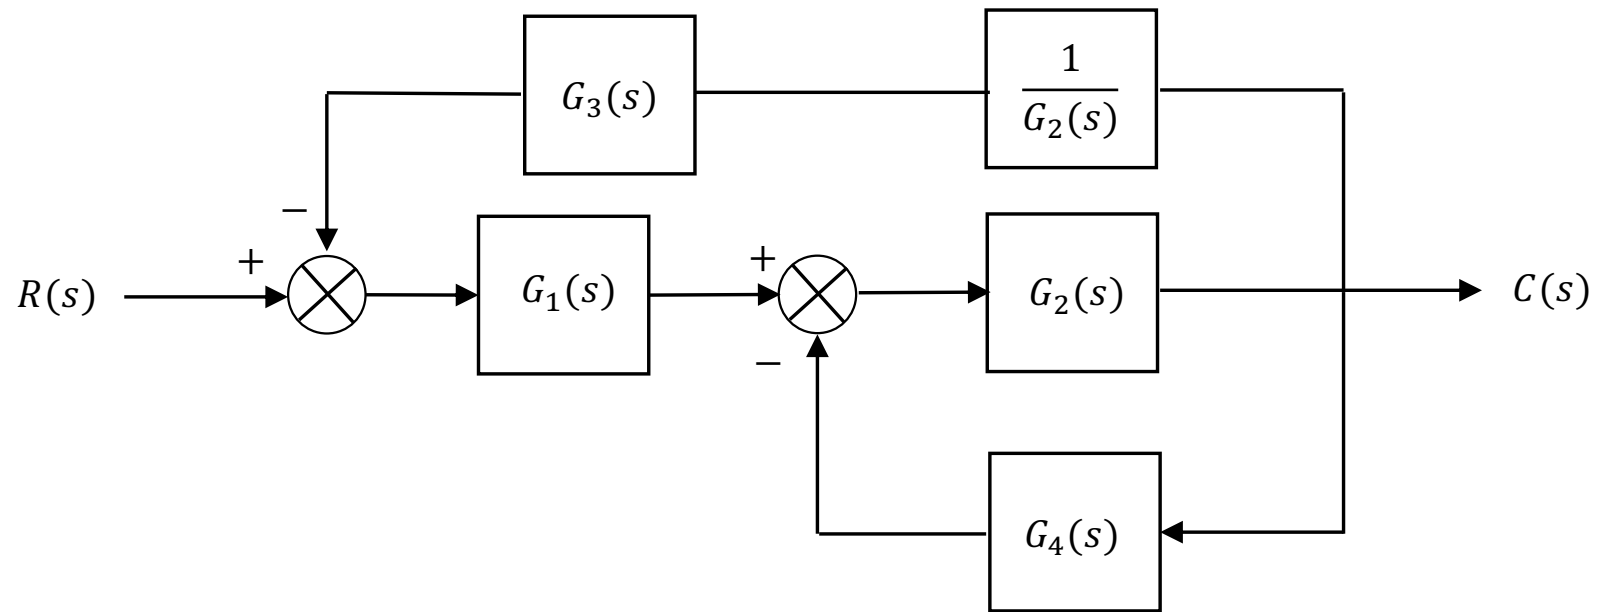 G₃(s)
1
G₂(s)
−
+
R(s)
G₁(s)
+
−
G₂(s)
C(s)
G₄(s)